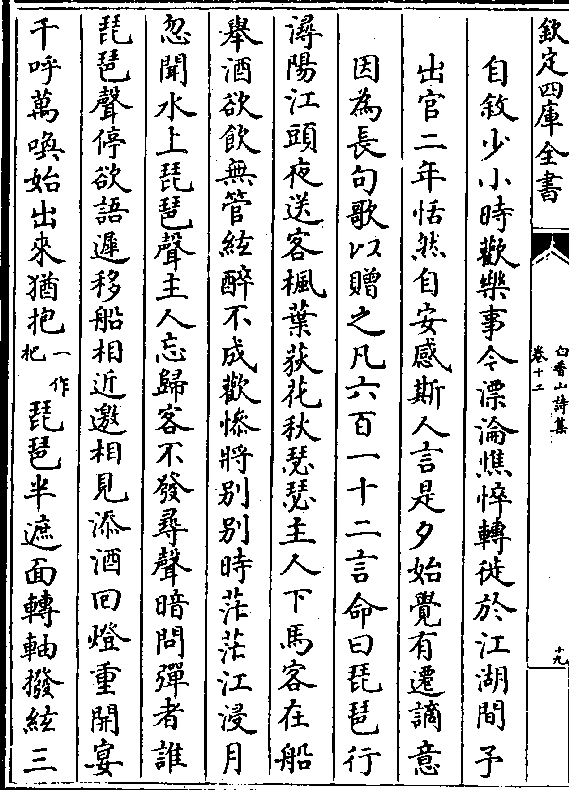 欽定四庫全書
白香山詩集
卷十二
十九
自敘少小時歡樂事今漂淪憔悴轉徙於江湖間予
出官二年恬然自安感斯人言是夕始覺有遷謫意
因為長句歌以贈之凡六百一十二言命曰琵琶行
潯陽江頭夜送客楓葉荻花秋瑟瑟主人下馬客在船
舉酒欲飲無管絃醉不成歡慘將别别時茫茫江浸月
忽聞水上琵琶聲主人忘歸客不發尋聲暗問彈者誰
琵琶聲停欲語遲移船相近邀相見添酒回燈重開宴
千呼萬喚始出來猶抱一作杷琵琶半遮面轉軸撥絃三